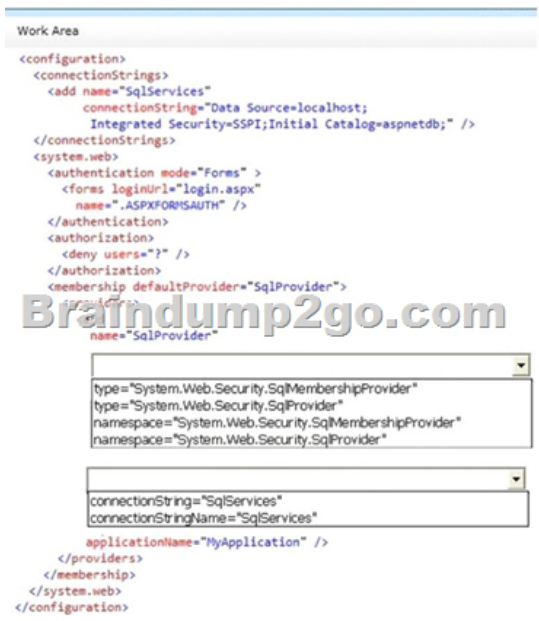 Work Area
<configuration>
<connectionStrings>
<add name="SqlServices"
connectionString="Data Source=localhost;
Integrated Security=SSPI;Initial Catalog=aspnetdb;" />
</connectionStrings>
<system.web>
<authentication mode="Forms" >
<forms loginUrl="login.aspx"
name=".ASPXFORMSAUTH" />
</authentication>
<authorization>
<deny users="?" />
</authorization>
<membership defaultProvider="SqlProvider">
Braindump2go.com
name="SqlProvider"
type="System.Web.Security.SqlMembershipProvider"
type="System.Web.Security.SqlProvider"
namespace="System.Web.Security.SqlMembershipProvider"
namespace="System.Web.Security.SqlProvider"
connectionString="SqlServices"
connectionStringName="SqlServices"
applicationName="MyApplication" />
</providers>
</membership>
</system.web>
</configuration>